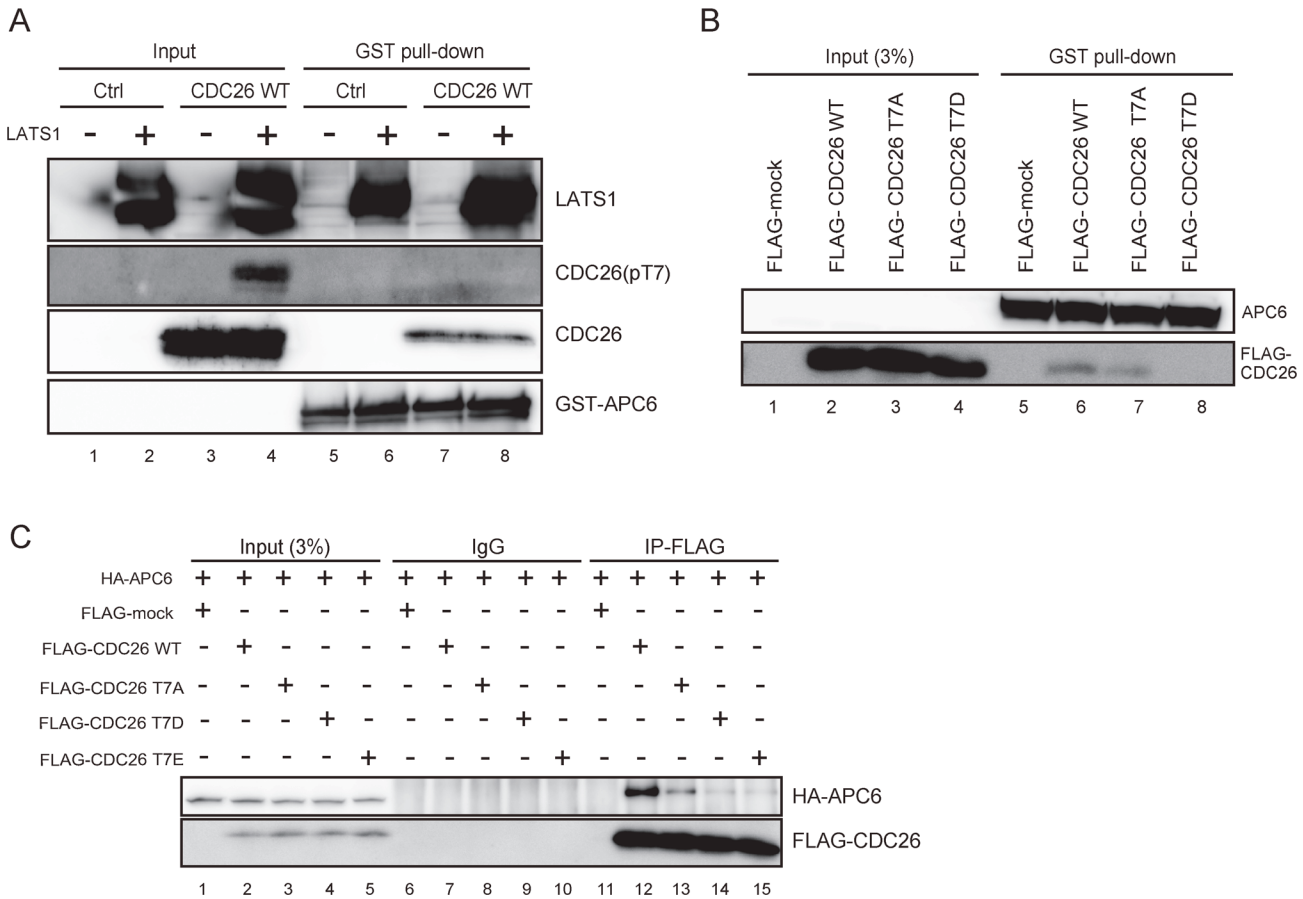 A
Input GST pull-down
Ctrl CDC26 WT Ctrl CDC26 WT
LATS1 - + - + - + - +
LATS1
CDC26(pT7)
CDC26
GST-APC6
1 2 3 4 5 6 7 8
B
Input (3%) GST pull-down
FLAG-mock
FLAG- CDC26 WT
FLAG- CDC26 T7A
FLAG- CDC26 T7D
FLAG-mock
FLAG- CDC26 WT
FLAG- CDC26 T7A
FLAG- CDC26 T7D
APC6
FLAG-
CDC26
1 2 3 4 5 6 7 8
C
Input (3%) IgG IP-FLAG
HA-APC6 + + + + + + + + + + + + + + +
FLAG-mock + - - - - + - - - - + - - - -
FLAG-CDC26 WT - + - - - - + - - - - + - - -
FLAG-CDC26 T7A - - + - - - - + - - - - + - -
FLAG-CDC26 T7D - - - + - - - - + - - - - + -
FLAG-CDC26 T7E - - - - + - - - - + - - - - +
HA-APC6
FLAG-CDC26
1 2 3 4 5 6 7 8 9 10 11 12 13 14 15